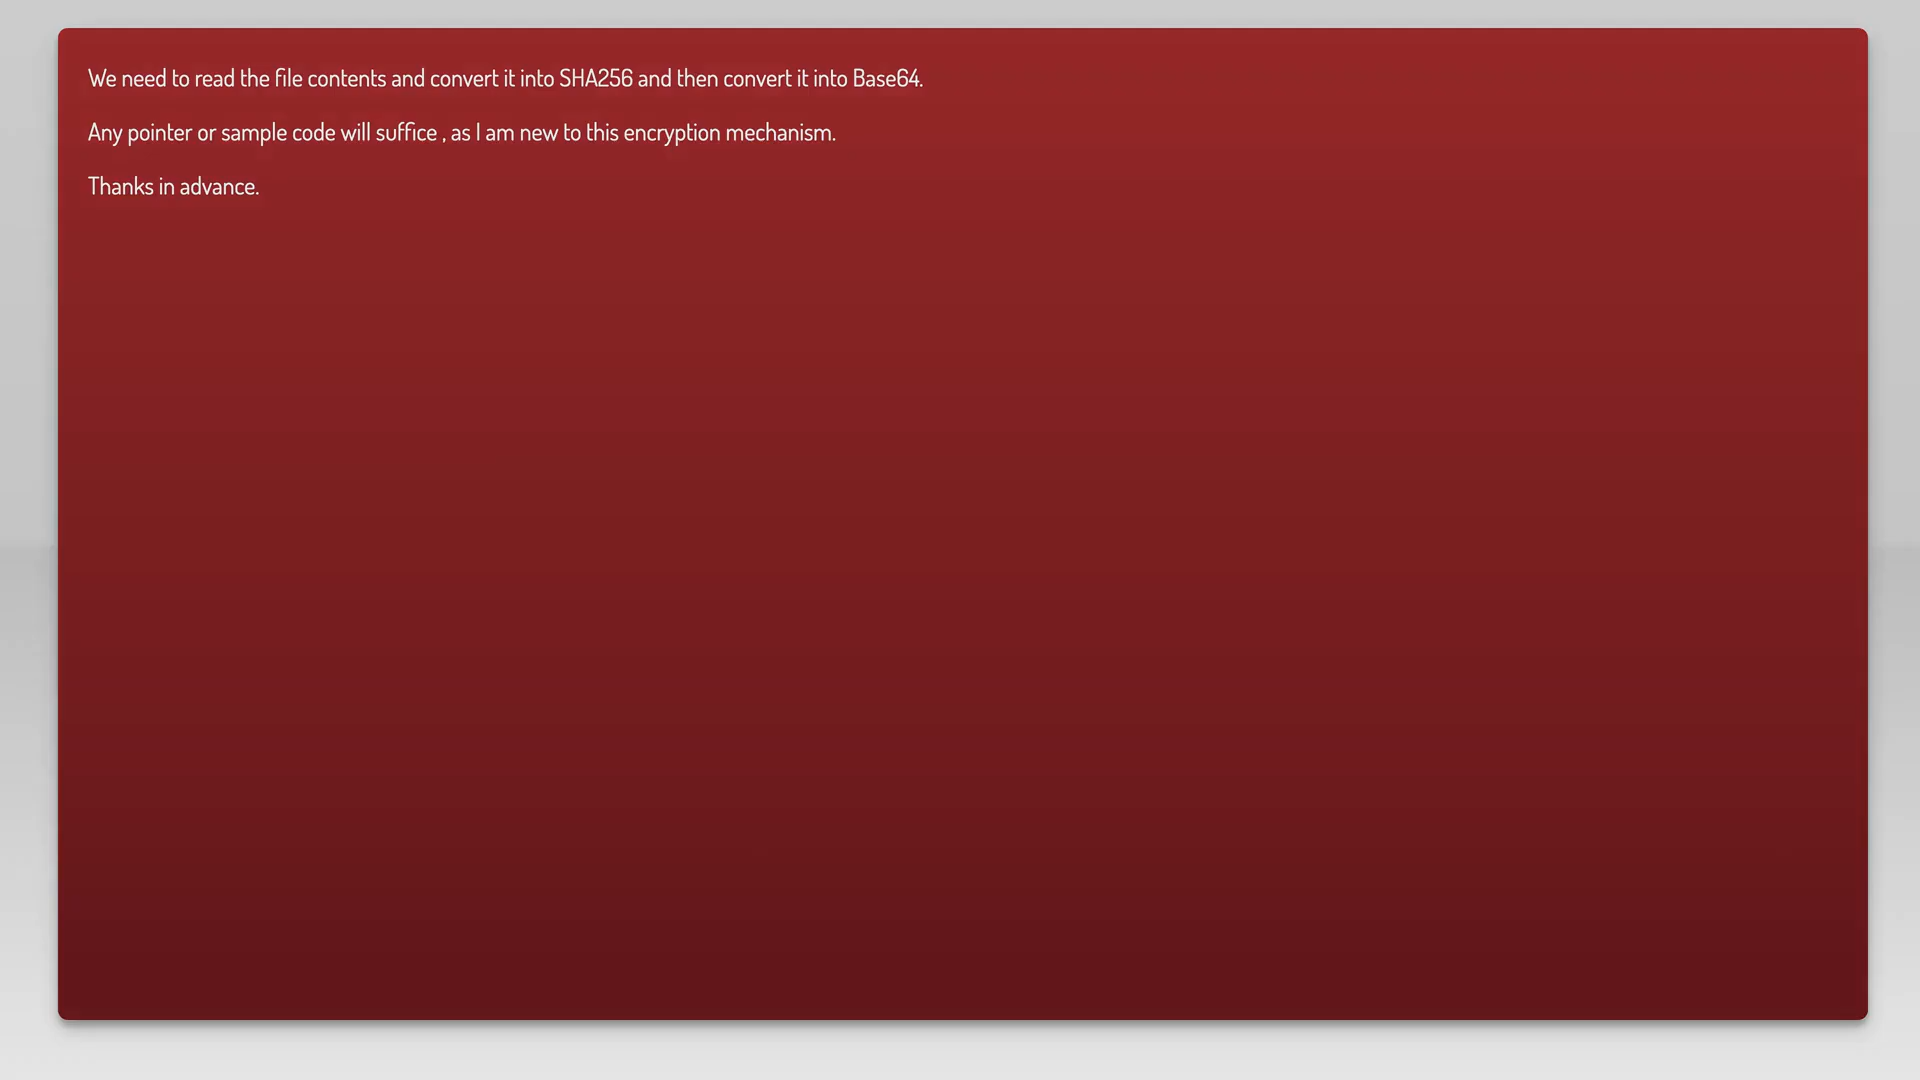 We need to read the file contents and convert it into SHA256 and then convert it into Base64.
Any pointer or sample code will suffice , as I am new to this encryption mechanism.
Thanks in advance.